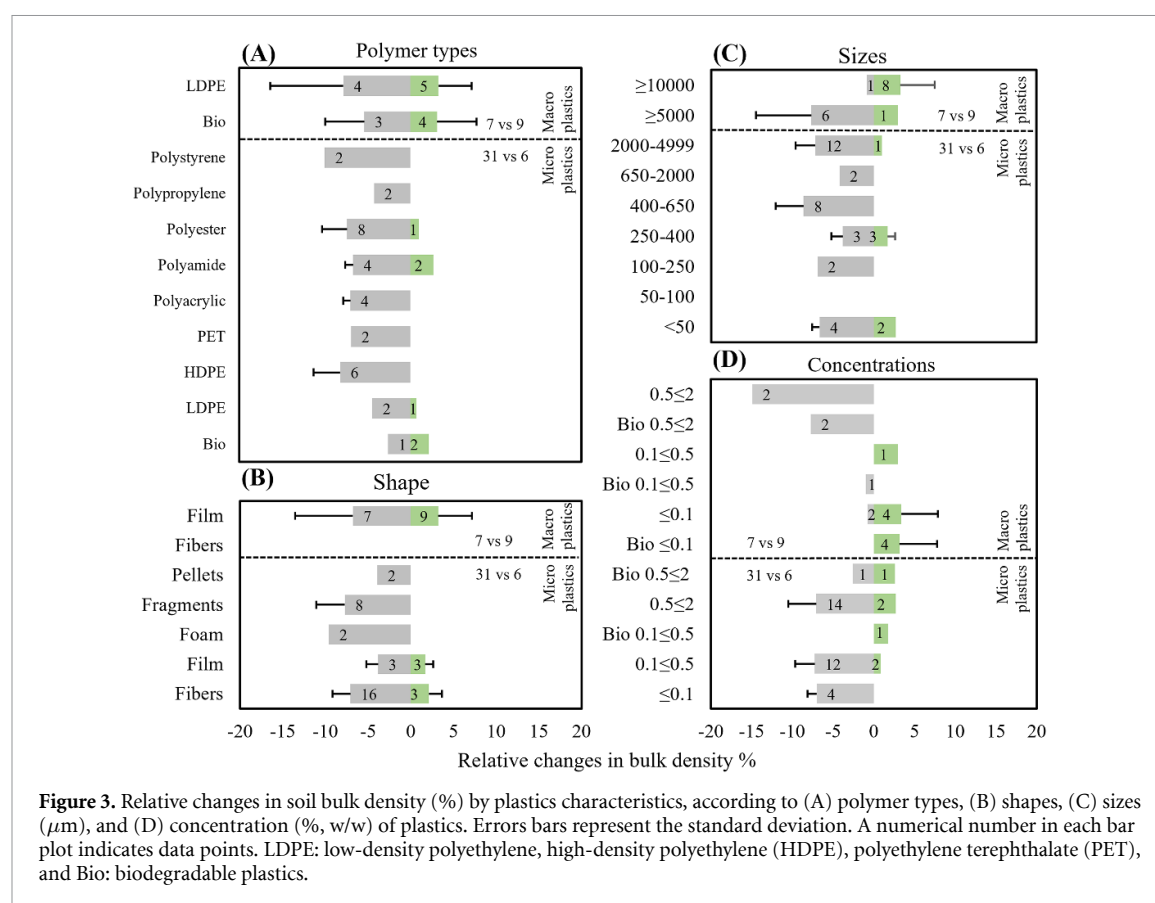 (A) Polymer types
LDPE 4 5
Bio 3 4 7 vs 9
Macro
plastics
Polystyrene 2 31 vs 6
Micro
plastics
Polypropylene 2
Polyester 8 1
Polyamide 4 2
Polyacrylic 4
PET 2
HDPE 6
LDPE 2 1
Bio 1 2
(B) Shape
Film 7 9
Fibers 7 vs 9
Macro
plastics
Pellets 2 31 vs 6
Micro
plastics
Fragments 8
Foam 2
Film 3 3
Fibers 16 3
-20 -15 -10 -5 0 5 10 15 20
(C) Sizes
≥10000 1 8
≥5000 6 1 7 vs 9
Macro
plastics
2000-4999 12 1 31 vs 6
Micro
plastics
650-2000 2
400-650 8
250-400 3 3
100-250 2
50-100
<50 4 2
(D) Concentrations
0.5≤2 2
Bio 0.5≤2 2
0.1≤0.5 1
Bio 0.1≤0.5 1
≤0.1 2 4
Bio ≤0.1 7 vs 9 4
Macro
plastics
Bio 0.5≤2 31 vs 6 1 1
Micro
plastics
0.5≤2 14 2
Bio 0.1≤0.5 1
0.1≤0.5 12 2
≤0.1 4
-20 -15 -10 -5 0 5 10 15 20
Relative changes in bulk density %
Figure 3. Relative changes in soil bulk density (%) by plastics characteristics, according to (A) polymer types, (B) shapes, (C) sizes
(μm), and (D) concentration (%, w/w) of plastics. Errors bars represent the standard deviation. A numerical number in each bar
plot indicates data points. LDPE: low-density polyethylene, high-density polyethylene (HDPE), polyethylene terephthalate (PET),
and Bio: biodegradable plastics.